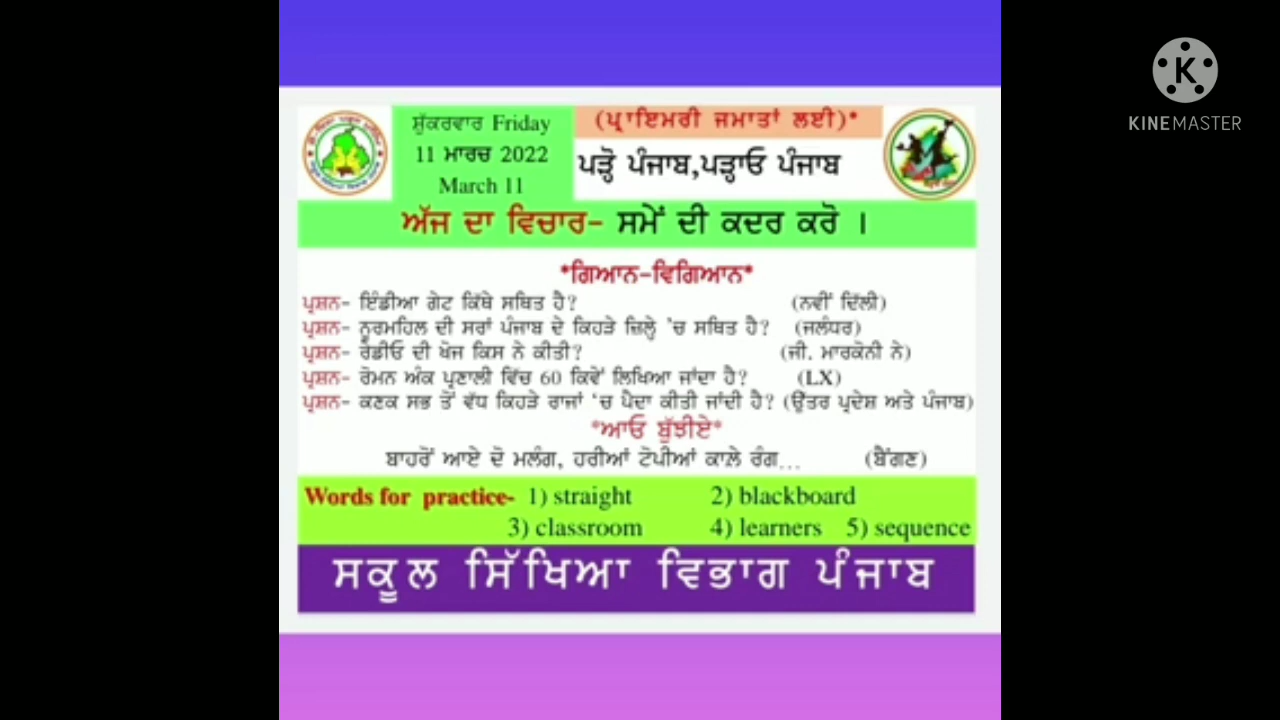 KINEMASTER
ਸ਼ੁੱਕਰਵਾਰ Friday
11 ਮਾਰਚ 2022
March 11
(ਪ੍ਰਾਇਮਰੀ ਜਮਾਤਾਂ ਲਈ)*
ਪੜ੍ਹੋ ਪੰਜਾਬ,ਪੜ੍ਹਾਓ ਪੰਜਾਬ
ਅੱਜ ਦਾ ਵਿਚਾਰ- ਸਮੇਂ ਦੀ ਕਦਰ ਕਰੋ ।
*ਗਿਆਨ-ਵਿਗਿਆਨ*
ਪ੍ਰਸ਼ਨ- ਇੰਡੀਆ ਗੇਟ ਕਿੱਥੇ ਸਥਿਤ ਹੈ? (ਨਵੀਂ ਦਿੱਲੀ)
ਪ੍ਰਸ਼ਨ- ਨੂਰਮਹਿਲ ਦੀ ਸਰਾਂ ਪੰਜਾਬ ਦੇ ਕਿਹੜੇ ਜ਼ਿਲ੍ਹੇ 'ਚ ਸਥਿਤ ਹੈ? (ਜਲੰਧਰ)
ਪ੍ਰਸ਼ਨ- ਰੇਡੀਓ ਦੀ ਖੋਜ ਕਿਸ ਨੇ ਕੀਤੀ? (ਜੀ. ਮਾਰਕੋਨੀ ਨੇ)
ਪ੍ਰਸ਼ਨ- ਰੋਮਨ ਅੰਕ ਪ੍ਰਣਾਲੀ ਵਿੱਚ 60 ਕਿਵੇਂ ਲਿਖਿਆ ਜਾਂਦਾ ਹੈ? (LX)
ਪ੍ਰਸ਼ਨ- ਕਣਕ ਸਭ ਤੋਂ ਵੱਧ ਕਿਹੜੇ ਰਾਜਾਂ 'ਚ ਪੈਦਾ ਕੀਤੀ ਜਾਂਦੀ ਹੈ? (ਉੱਤਰ ਪ੍ਰਦੇਸ਼ ਅਤੇ ਪੰਜਾਬ)
*ਆਓ ਬੁੱਝੀਏ*
ਬਾਹਰੋਂ ਆਏ ਦੋ ਮਲੰਗ, ਹਰੀਆਂ ਟੋਪੀਆਂ ਕਾਲ਼ੇ ਰੰਗ... (ਬੈਂਗਣ)
Words for practice- 1) straight 2) blackboard
3) classroom 4) learners 5) sequence
ਸਕੂਲ ਸਿੱਖਿਆ ਵਿਭਾਗ ਪੰਜਾਬ